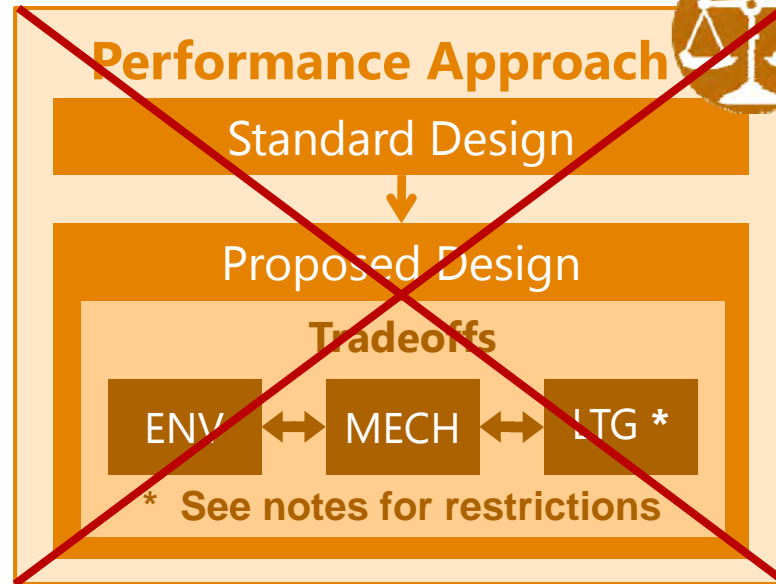 Performance Approach
Standard Design
Proposed Design
Tradeoffs
ENV MECH LTG *
* See notes for restrictions